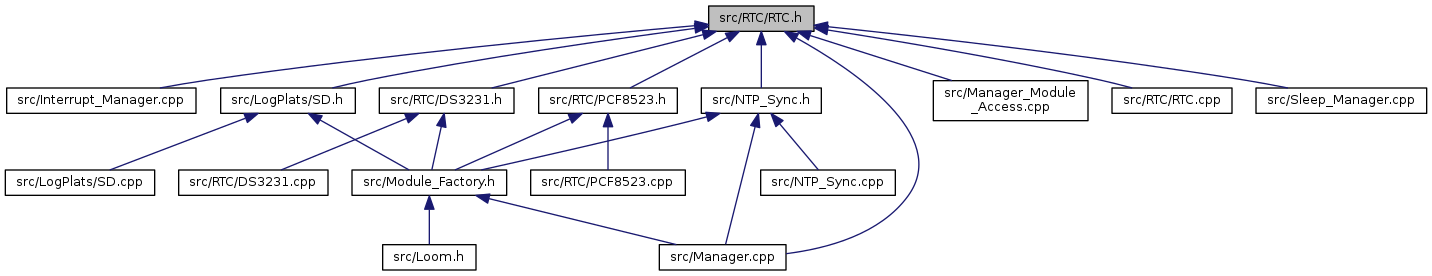 src/RTC/RTC.h
src/Interrupt_Manager.cpp
src/LogPlats/SD.h
src/RTC/DS3231.h
src/RTC/PCF8523.h
src/NTP_Sync.h
src/Manager_Module
_Access.cpp
src/RTC/RTC.cpp
src/Sleep_Manager.cpp
src/LogPlats/SD.cpp
src/RTC/DS3231.cpp
src/Module_Factory.h
src/RTC/PCF8523.cpp
src/NTP_Sync.cpp
src/Loom.h
src/Manager.cpp